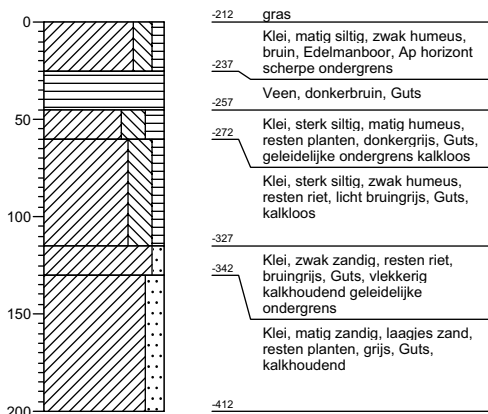 0
50
100
150
200
-212
gras
Klei, matig siltig, zwak humeus,
bruin, Edelmanboor, Ap horizont
scherpe ondergrens
-237
Veen, donkerbruin, Guts
-257
Klei, sterk siltig, matig humeus,
resten planten, donkergrijs, Guts,
geleidelijke ondergrens kalkloos
-272
Klei, sterk siltig, zwak humeus,
resten riet, licht bruingrijs, Guts,
kalkloos
-327
Klei, zwak zandig, resten riet,
bruingrijs, Guts, vlekkerig
kalkhoudend geleidelijke
ondergrens
-342
Klei, matig zandig, laagjes zand,
resten planten, grijs, Guts,
kalkhoudend
-412